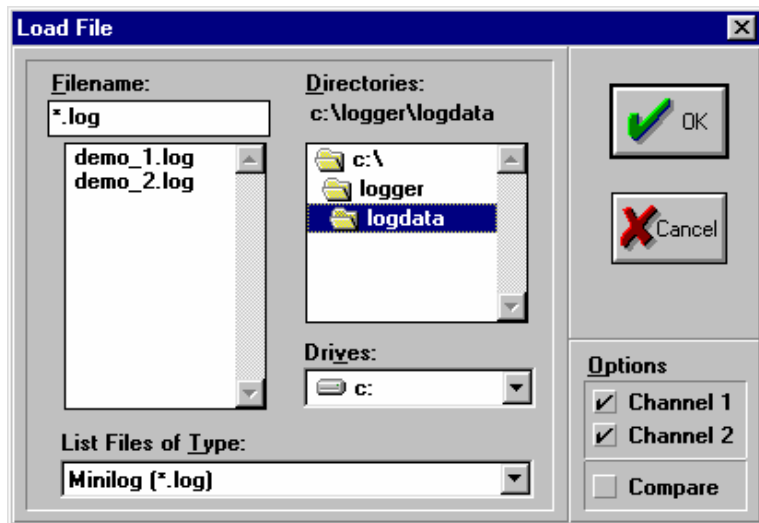 Load File
Filename:
*.log
demo_1.log
demo_2.log
Directories:
c:\logger\logdata
c:\
logger
logdata
Drives:
c:
List Files of Type:
Minilog (*.log)
OK
Cancel
Options
Channel 1
Channel 2
Compare